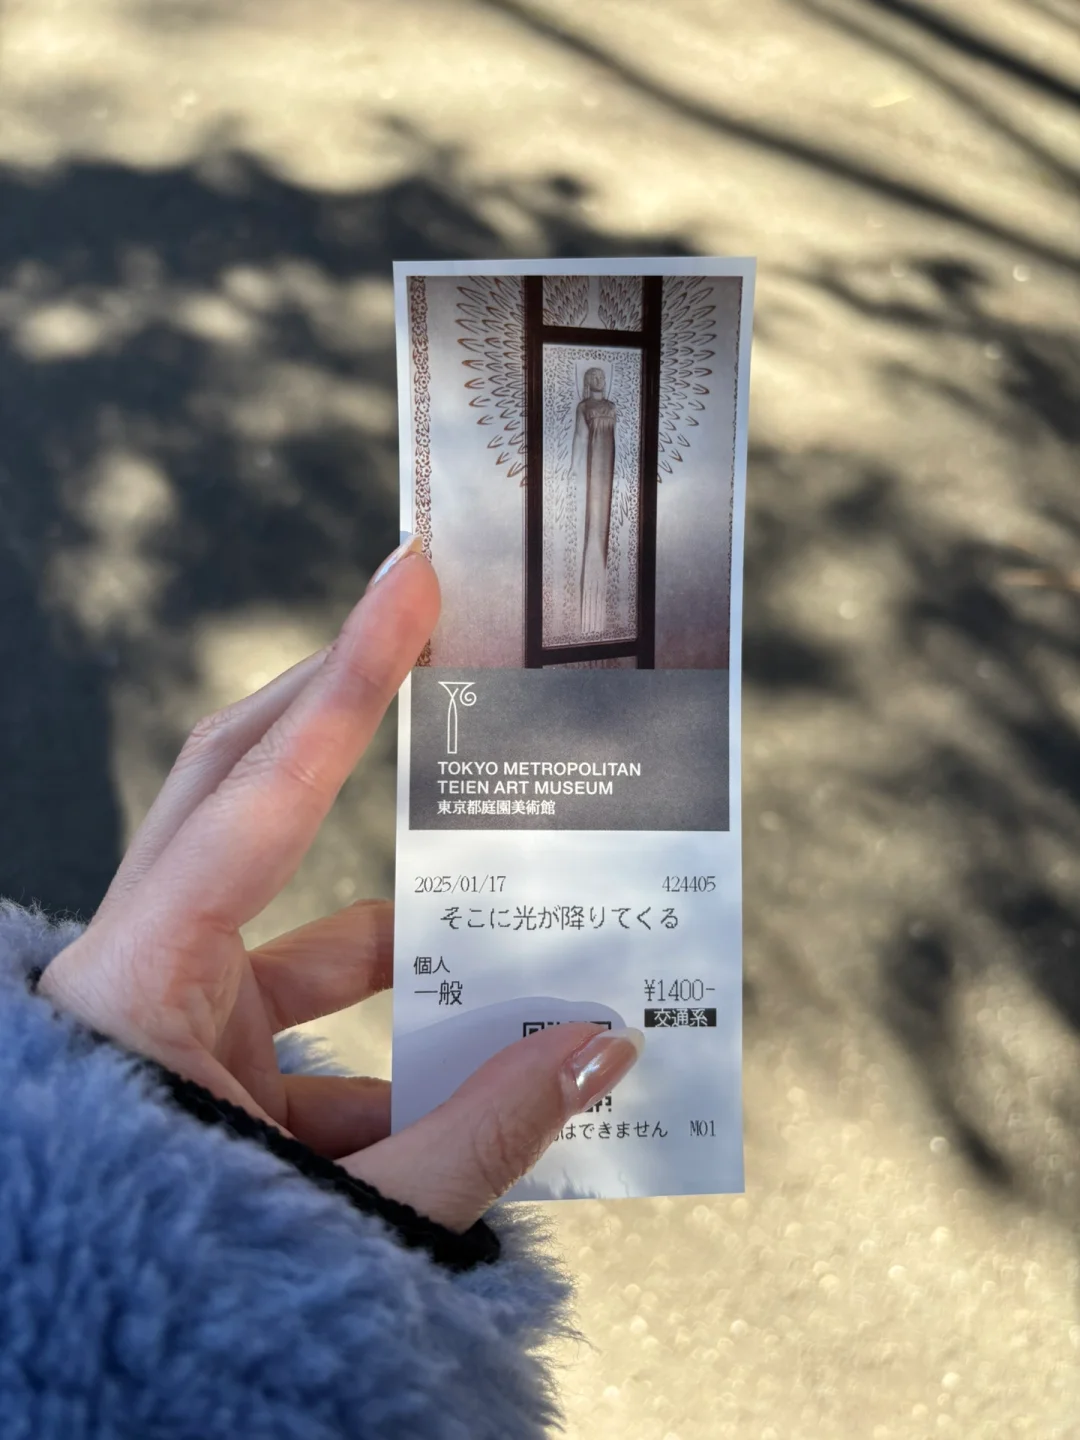 TOKYO METROPOLITAN
TEIEN ART MUSEUM
東京都庭園美術館
2025/01/17 424405
そこに光が降りてくる
個人
一般 ¥1400-
交通系
はできません M01